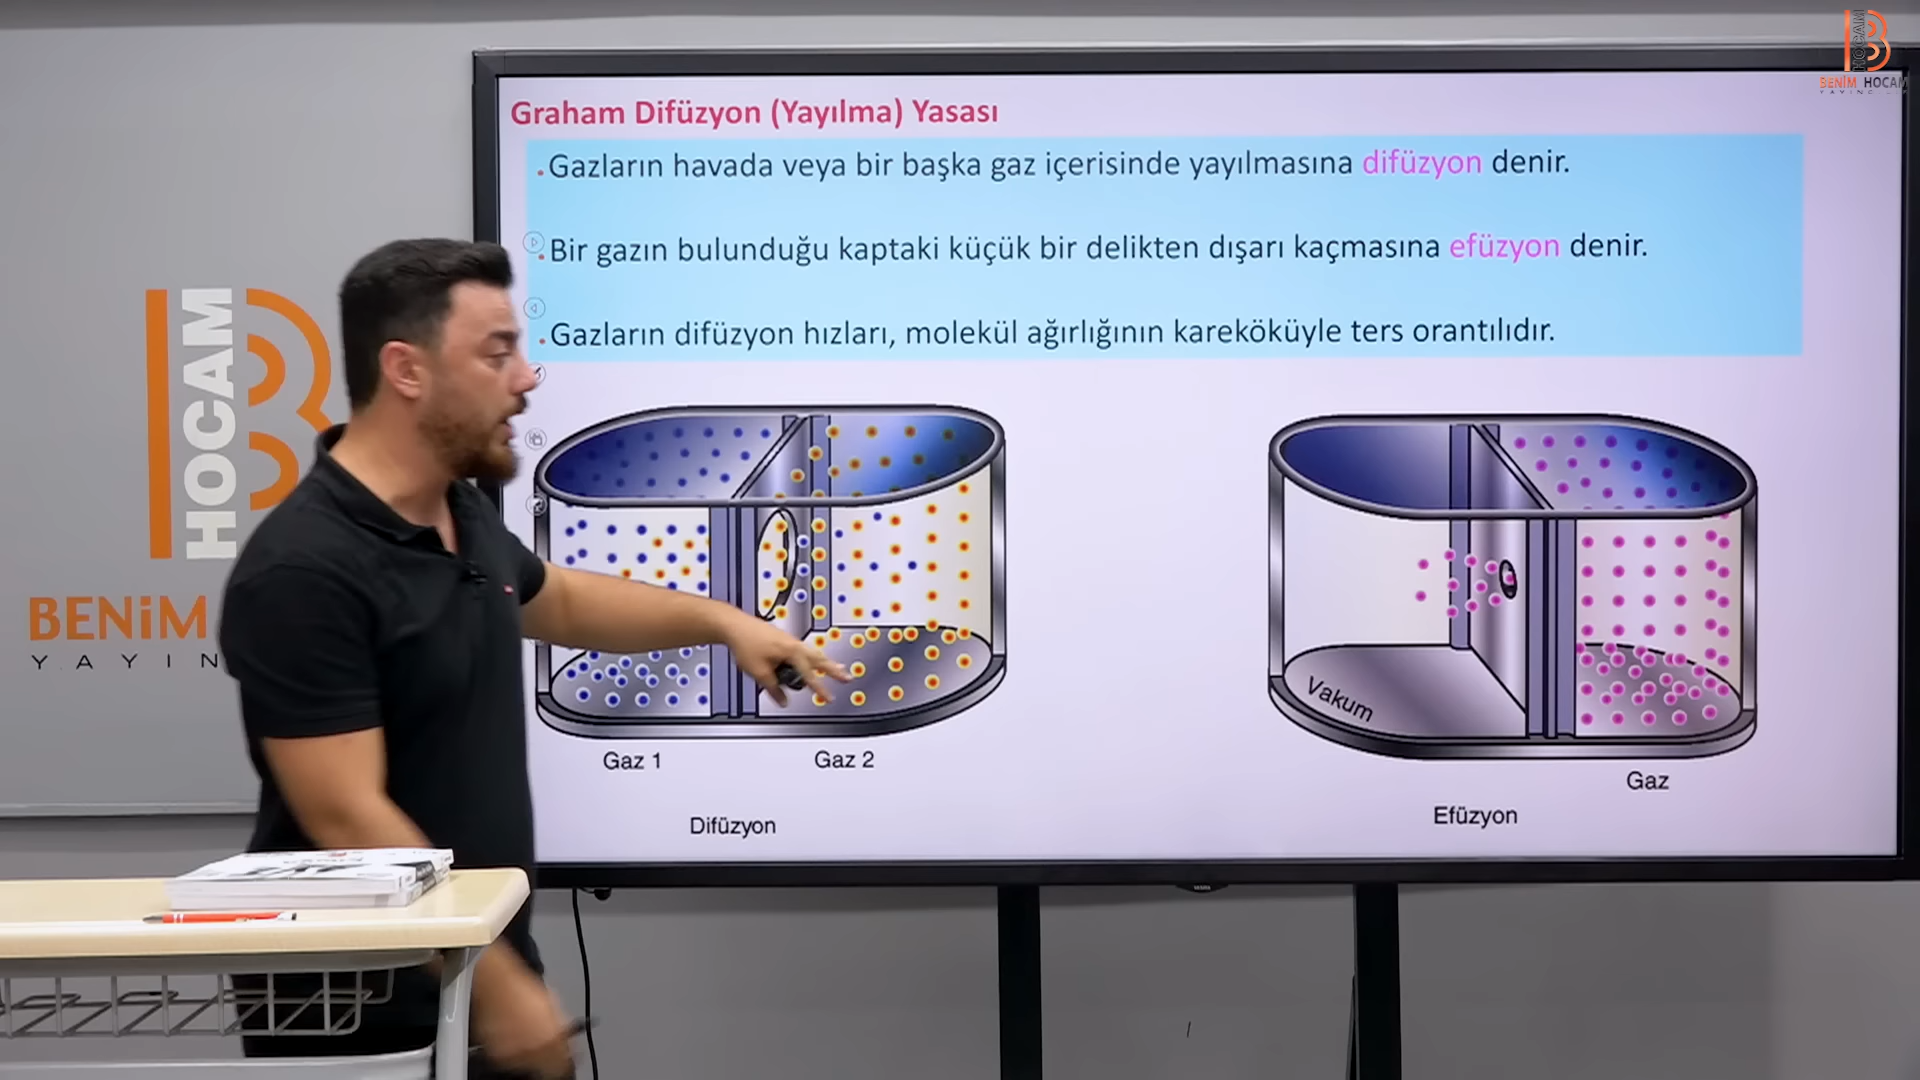 Graham Difüzyon (Yayılma) Yasası
Gazların havada veya bir başka gaz içerisinde yayılmasına difüzyon denir.
Bir gazın bulunduğu kaptaki küçük bir delikten dışarı kaçmasına efüzyon denir.
Gazların difüzyon hızları, molekül ağırlığının kareköküyle ters orantılıdır.
Gaz 1
Gaz 2
Difüzyon
Vakum
Gaz
Efüzyon
HOCAM
BENİM
YAYIN
HOCAM
BENİM HOCAM